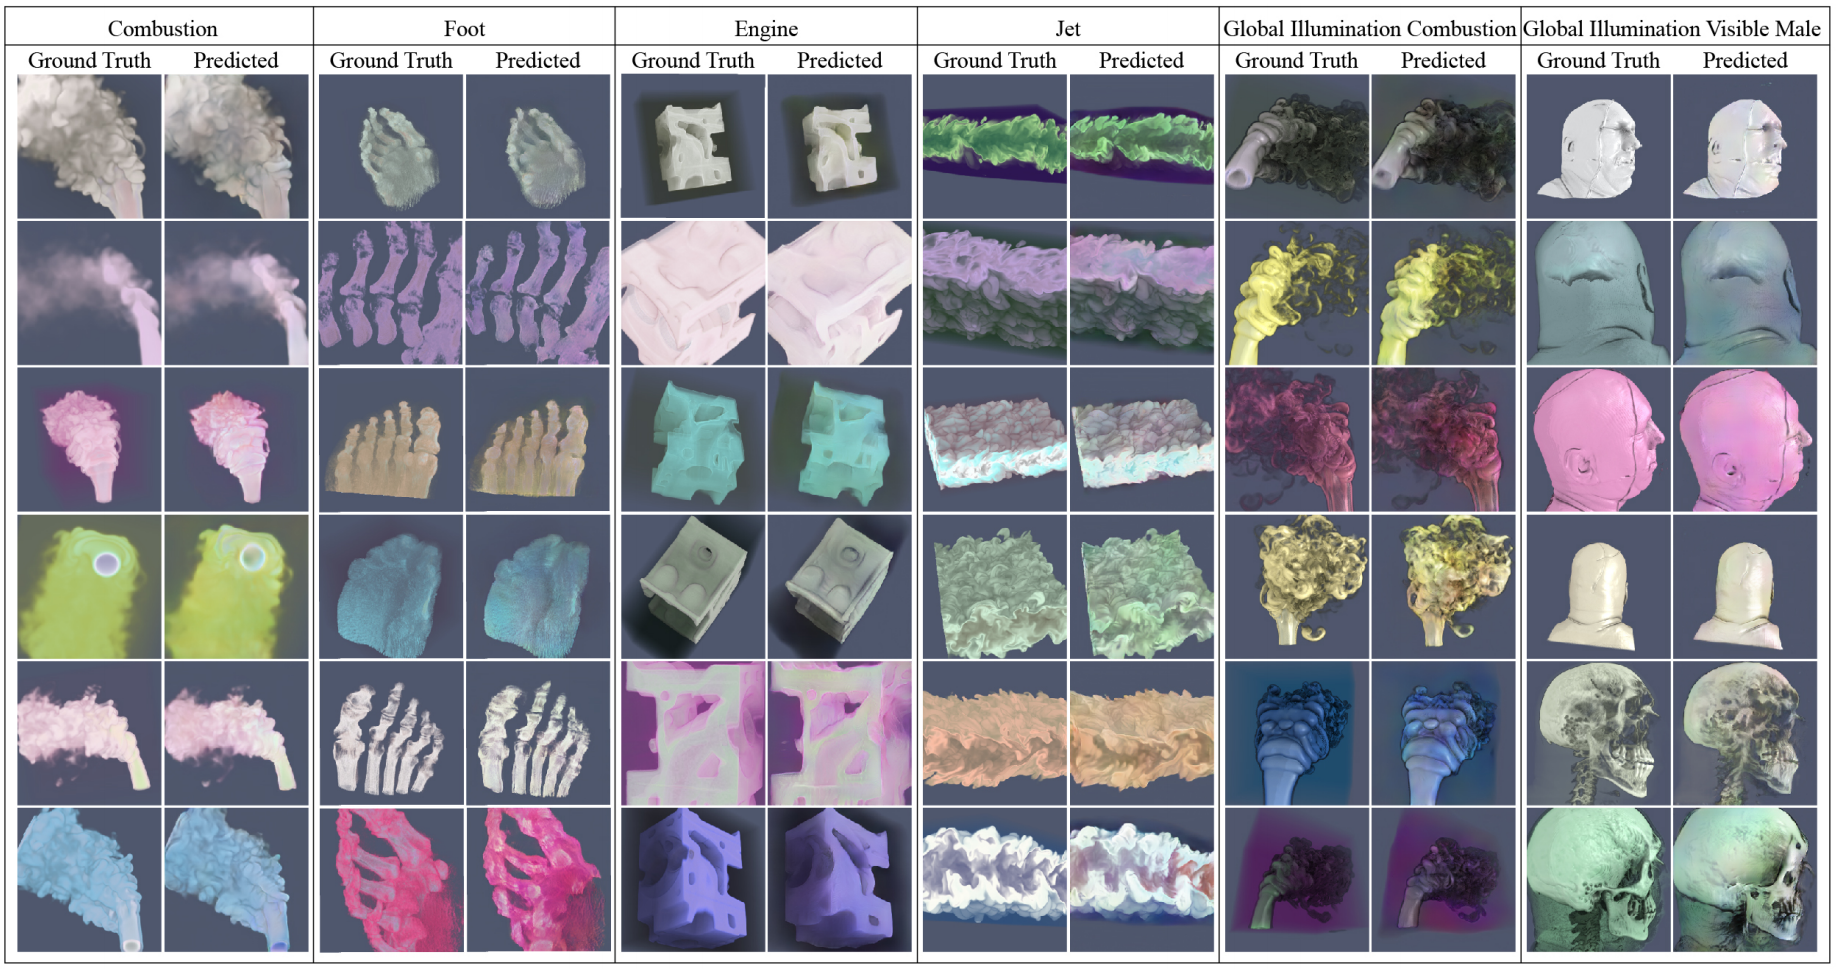 Combustion Foot Engine Jet Global Illumination Combustion Global Illumination Visible Male
Ground Truth Predicted Ground Truth Predicted Ground Truth Predicted Ground Truth Predicted Ground Truth Predicted Ground Truth Predicted